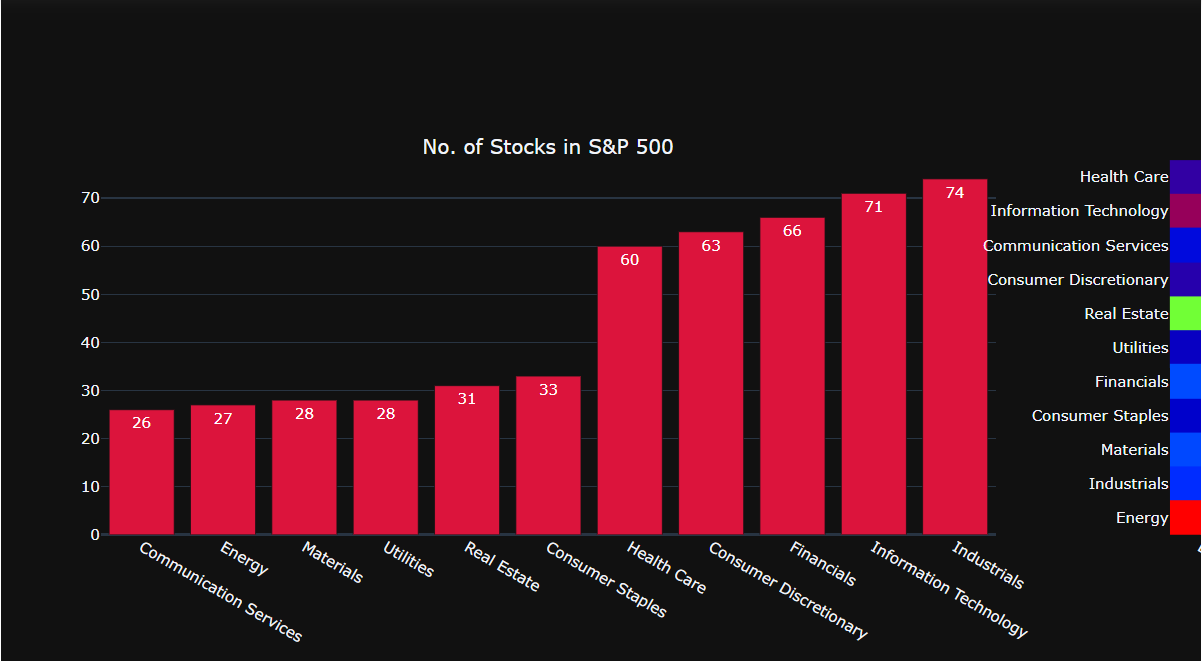 No. of Stocks in S&P 500
70
60
50
40
30
20
10
0
26
27
28
28
31
33
60
63
66
71
74
Communication Services
Energy
Materials
Utilities
Real Estate
Consumer Staples
Health Care
Consumer Discretionary
Financials
Information Technology
Industrials
Health Care
Information Technology
Communication Services
Consumer Discretionary
Real Estate
Utilities
Financials
Consumer Staples
Materials
Industrials
Energy